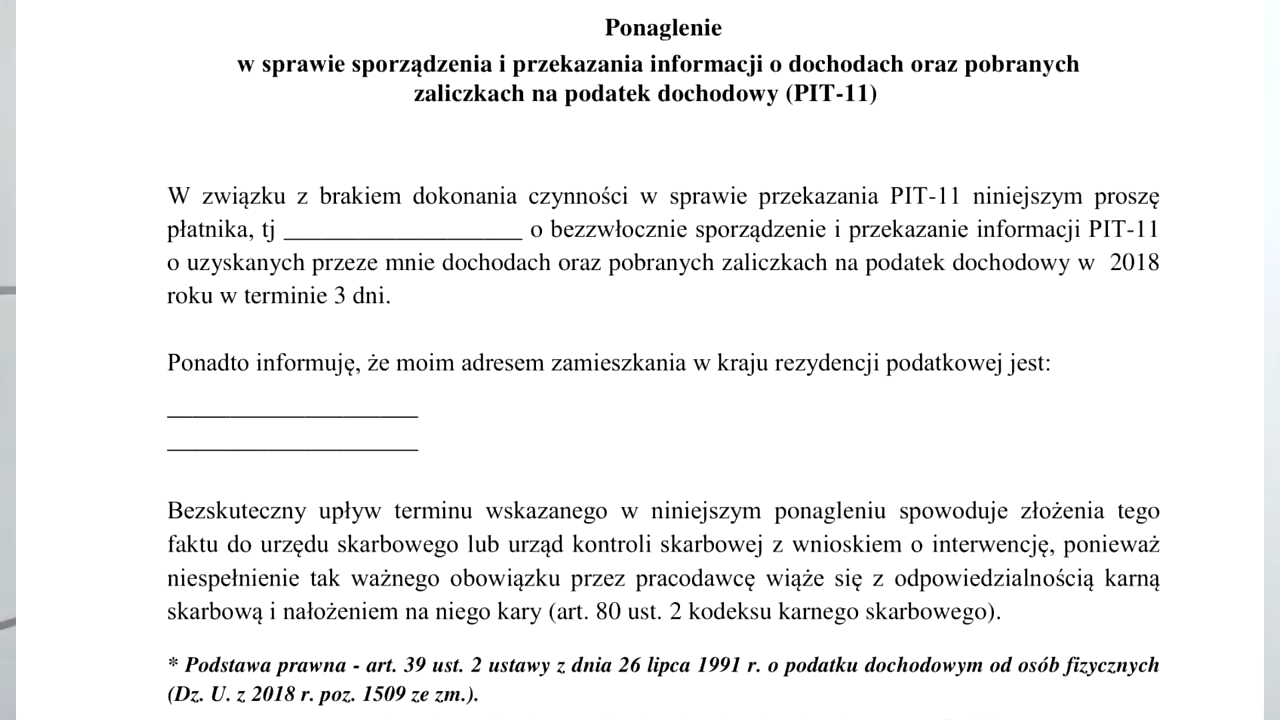 Ponaglenie
w sprawie sporządzenia i przekazania informacji o dochodach oraz pobranych
zaliczkach na podatek dochodowy (PIT-11)
W związku z brakiem dokonania czynności w sprawie przekazania PIT-11 niniejszym proszę
płatnika, tj ___________________ o bezzwłocznie sporządzenie i przekazanie informacji PIT-11
o uzyskanych przeze mnie dochodach oraz pobranych zaliczkach na podatek dochodowy w 2018
roku w terminie 3 dni.
Ponadto informuję, że moim adresem zamieszkania w kraju rezydencji podatkowej jest:
____________________
____________________
Bezskuteczny upływ terminu wskazanego w niniejszym ponagleniu spowoduje złożenia tego
faktu do urzędu skarbowego lub urząd kontroli skarbowej z wnioskiem o interwencję, ponieważ
niespełnienie tak ważnego obowiązku przez pracodawcę wiąże się z odpowiedzialnością karną
skarbową i nałożeniem na niego kary (art. 80 ust. 2 kodeksu karnego skarbowego).
* Podstawa prawna - art. 39 ust. 2 ustawy z dnia 26 lipca 1991 r. o podatku dochodowym od osób fizycznych
(Dz. U. z 2018 r. poz. 1509 ze zm.).